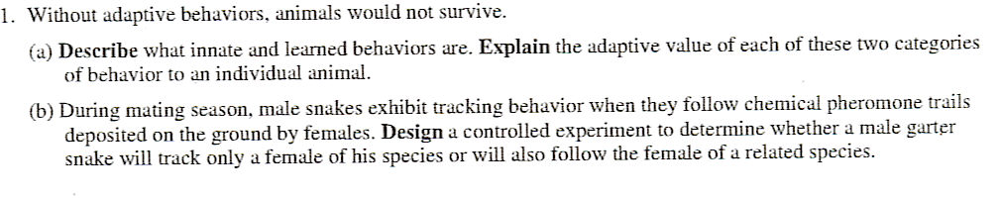 1. Without adaptive behaviors, animals would not survive.
(a) Describe what innate and learned behaviors are. Explain the adaptive value of each of these two categories
of behavior to an individual animal.
(b) During mating season, male snakes exhibit tracking behavior when they follow chemical pheromone trails
deposited on the ground by females. Design a controlled experiment to determine whether a male garter
snake will track only a female of his species or will also follow the female of a related species.